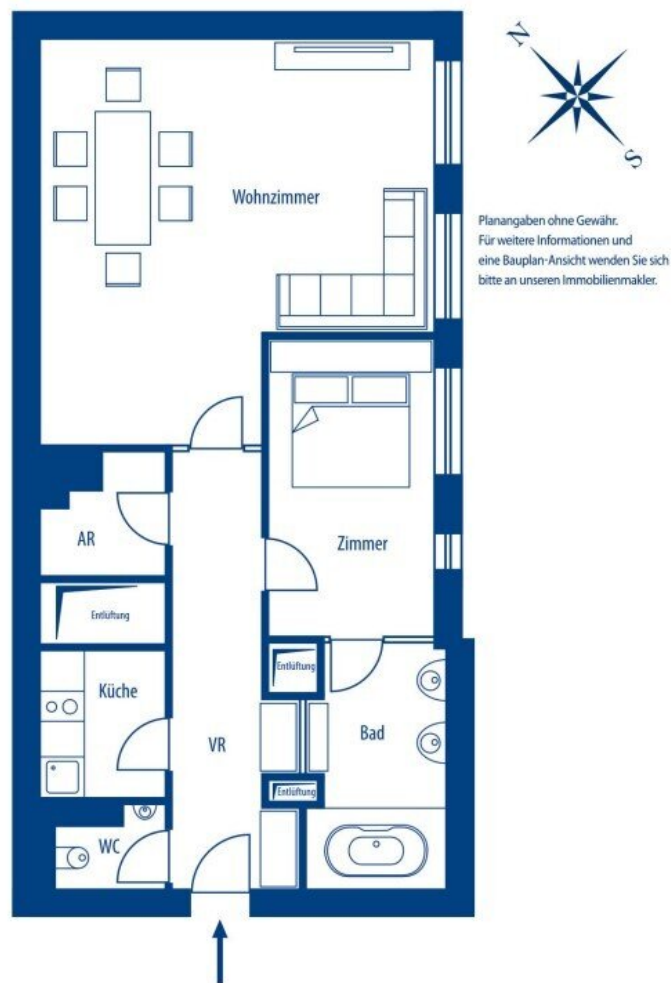 N
S
Wohnzimmer
Planangaben ohne Gewähr.
Für weitere Informationen und
eine Bauplan-Ansicht wenden Sie sich
bitte an unseren Immobilienmakler.
AR
Zimmer
Entlüftung
Entlüftung
Küche
VR
Bad
Entlüftung
WC